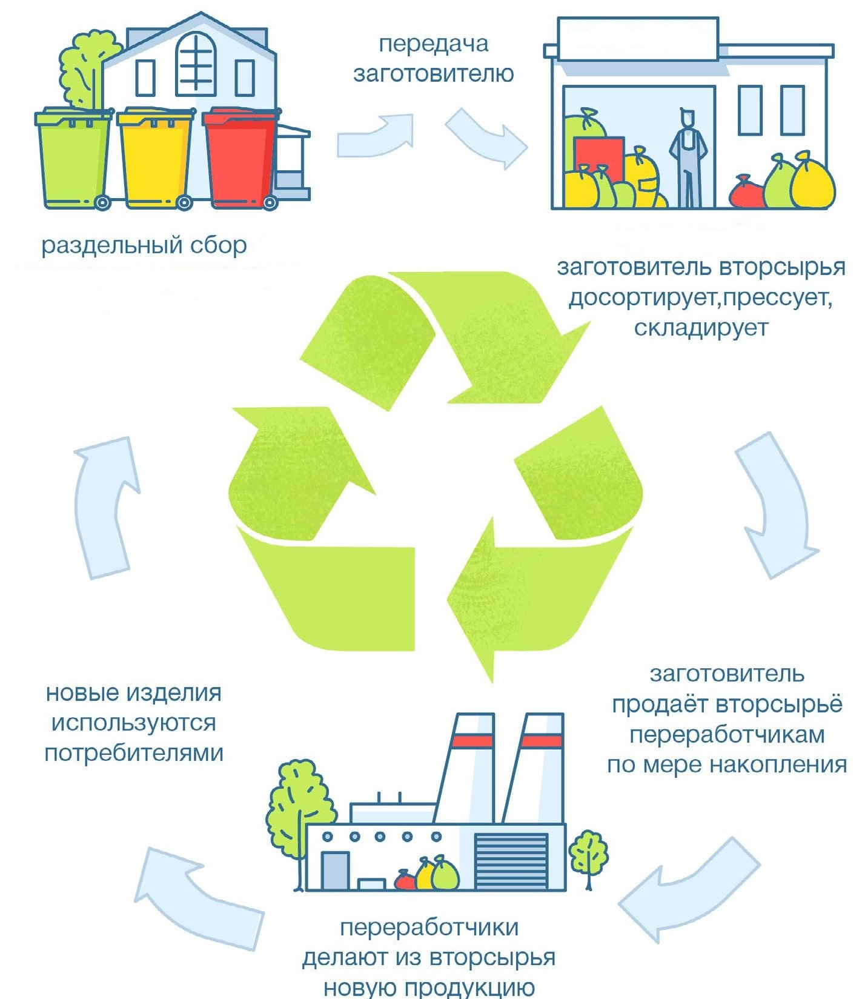 передача
заготовителю
раздельный сбор
заготовитель вторсырья
досортирует,прессует,
складирует
заготовитель
продаёт вторсырьё
переработчикам
по мере накопления
переработчики
делают из вторсырья
новую продукцию
новые изделия
используются
потребителями